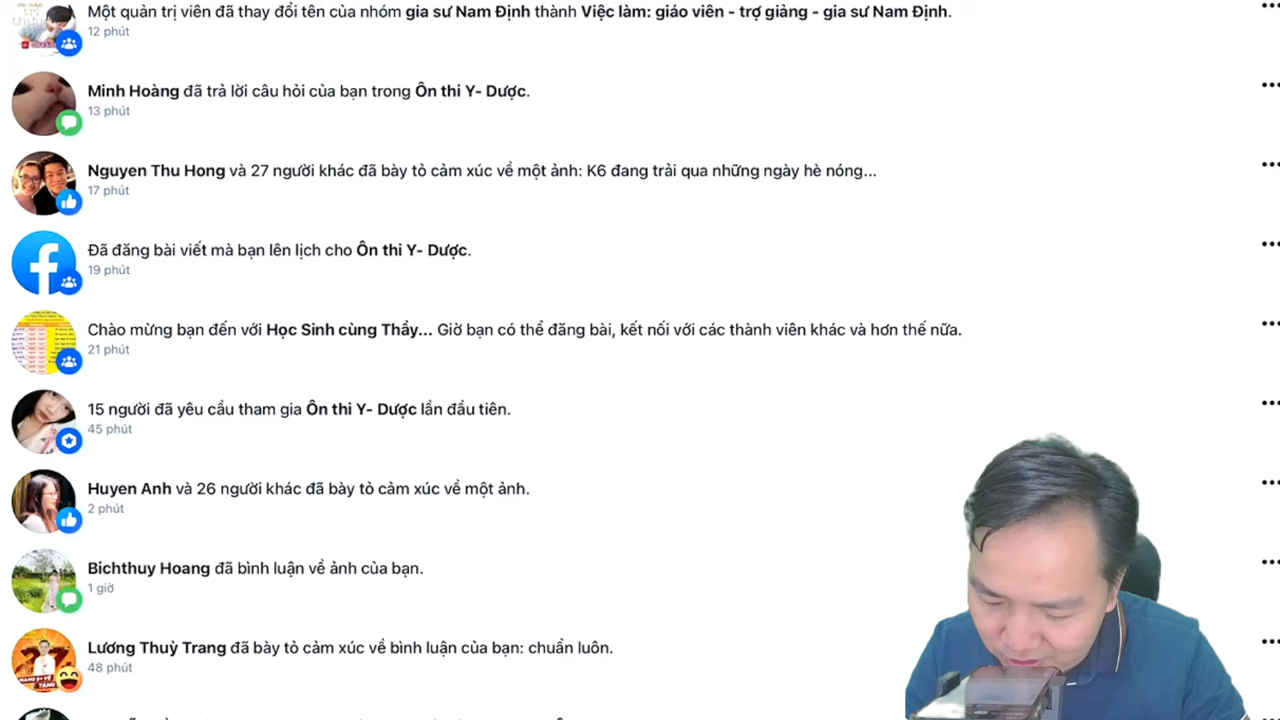 Một quản trị viên đã thay đổi tên của nhóm gia sư Nam Định thành Việc làm: giáo viên - trợ giảng - gia sư Nam Định.
12 phút
Minh Hoàng đã trả lời câu hỏi của bạn trong Ôn thi Y- Dược.
13 phút
Nguyen Thu Hong và 27 người khác đã bày tỏ cảm xúc về một ảnh: K6 đang trải qua những ngày hè nóng...
17 phút
Đã đăng bài viết mà bạn lên lịch cho Ôn thi Y- Dược.
19 phút
Chào mừng bạn đến với Học Sinh cùng Thầy... Giờ bạn có thể đăng bài, kết nối với các thành viên khác và hơn thế nữa.
21 phút
15 người đã yêu cầu tham gia Ôn thi Y- Dược lần đầu tiên.
45 phút
Huyen Anh và 26 người khác đã bày tỏ cảm xúc về một ảnh.
2 phút
Bichthuy Hoang đã bình luận về ảnh của bạn.
1 giờ
Lương Thuỳ Trang đã bày tỏ cảm xúc về bình luận của bạn: chuẩn luôn.
48 phút